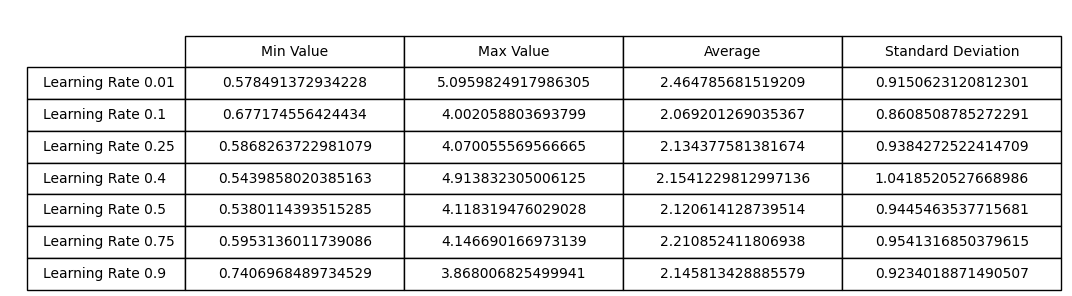 Min Value Max Value Average Standard Deviation
Learning Rate 0.01 0.578491372934228 5.0959824917986305 2.464785681519209 0.9150623120812301
Learning Rate 0.1 0.677174556424434 4.002058803693799 2.069201269035367 0.8608508785272291
Learning Rate 0.25 0.5868263722981079 4.070055569566665 2.134377581381674 0.9384272522414709
Learning Rate 0.4 0.5439858020385163 4.913832305006125 2.1541229812997136 1.0418520527668986
Learning Rate 0.5 0.5380114393515285 4.118319476029028 2.120614128739514 0.9445463537715681
Learning Rate 0.75 0.5953136011739086 4.146690166973139 2.210852411806938 0.9541316850379615
Learning Rate 0.9 0.7406968489734529 3.868006825499941 2.145813428885579 0.9234018871490507